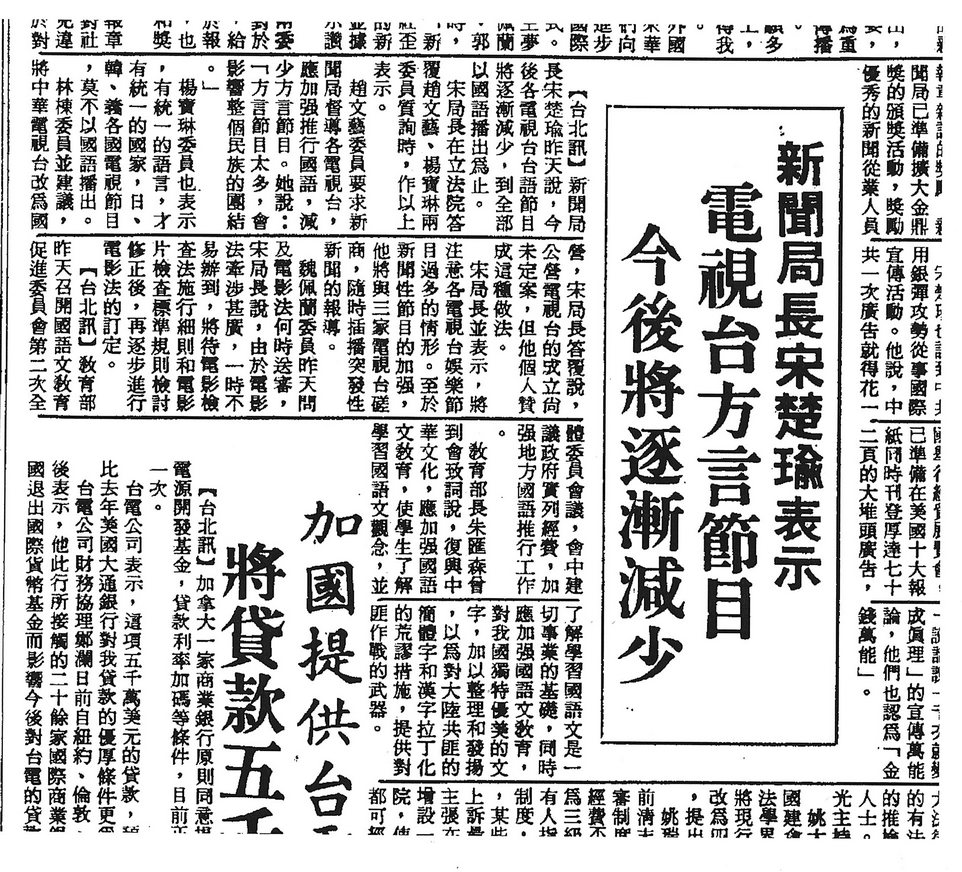 聞局已準備擴大金鼎
獎的頒獎活動，獎勵
優秀的新聞從業人員
用銀彈攻勢從事國際
宣傳活動。他說，中
共一次廣告就得花一
已準備在美國十大報
紙同時刊登厚達七十
二頁的大堆頭廣告，
成眞理」的宣傳萬能
論，他們也認爲「金
錢萬能」。
新聞局長宋楚瑜表示
電視台方言節目
今後將逐漸減少
【台北訊】新聞局
長宋楚瑜昨天說，今
後各電視台台語節目
將逐漸減少，到全部
以國語播出爲止。
宋局長在立法院答
覆趙文藝、楊寶琳兩
委員質詢時，作以上
表示。
趙文藝委員要求新
聞局督導各電視台，
應加强推行國語，減
少方言節目。她說：
「方言節目太多，會
影響整個民族的團結
。」
楊寶琳委員也表示
，有統一的語言，才
有統一的國家，日、
韓、義各國電視節目
，莫不以國語播出。
林棟委員並建議，
將中華電視台改爲國
營，宋局長答覆說，
公營電視台的成立尚
未定案，但他個人贊
成這種做法。
宋局長並表示，將
注意各電視台娛樂節
目過多的情形。至於
新聞性節目的加强，
他將與三家電視台磋
商，隨時插播突發性
新聞的報導。
魏佩蘭委員昨天問
及電影法何時送審，
宋局長說，由於電影
法牽涉甚廣，一時不
易辦到，將待電影檢
查法施行細則和電影
片檢查標準規則檢討
修正後，再逐步進行
電影法的訂定。
【台北訊】敎育部
昨天召開國語文敎育
促進委員會第二次全
體委員會議，會中建
議政府寬列經費，加
强地方國語推行工作
。
敎育部長朱匯森曾
到會致詞說，復興中
華文化，應加强國語
文敎育，使學生了解
學習國語文觀念，並
了解學習國語文是一
切事業的基礎，同時
應加强國語文敎育，
對我國獨特優美的文
字，加以整理和發揚
，以爲對大陸共匪的
簡體字和漢字拉丁化
的荒謬措施，提供對
匪作戰的武器。
加國提供台
將貸款五千
【台北訊】加拿大一家商業銀行原則同意提
電源開發基金，貸款利率加碼等條件，目前正
一次。
台電公司表示，這項五千萬美元的貸款，
比去年美國大通銀行對我貸款的優厚條件更
台電公司財務協理鄭瀾日前自紐約、倫敦
後表示，他此行所接觸的二十餘家國際商業銀
國退出國際貨幣基金而影響今後對台電的貸款